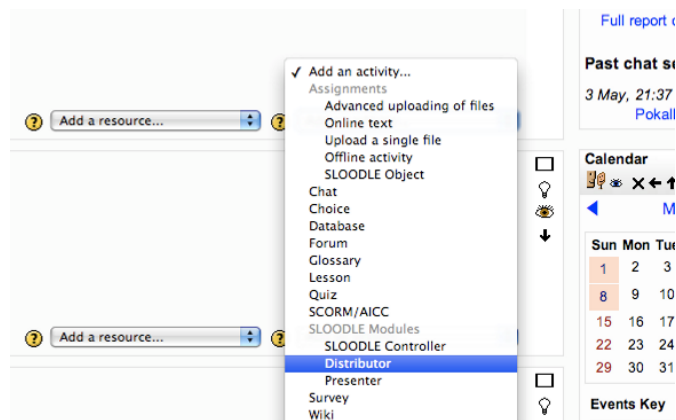 Full report
Past chat
3 May, 21:37
✓ Add an activity...
Assignments
Advanced uploading of files
Online text
Upload a single file
Offline activity
SLOODLE Object
Chat
Choice
Database
Forum
Glossary
Lesson
Quiz
SCORM/AICC
SLOODLE Modules
SLOODLE Controller
Distributor
Presenter
Survey
Wiki
? Add a resource... ?
? Add a resource... ?
Calendar
Sun Mon Tue
1 2 3
8 9 10
15 16 17
22 23 24
29 30 31
Events Key